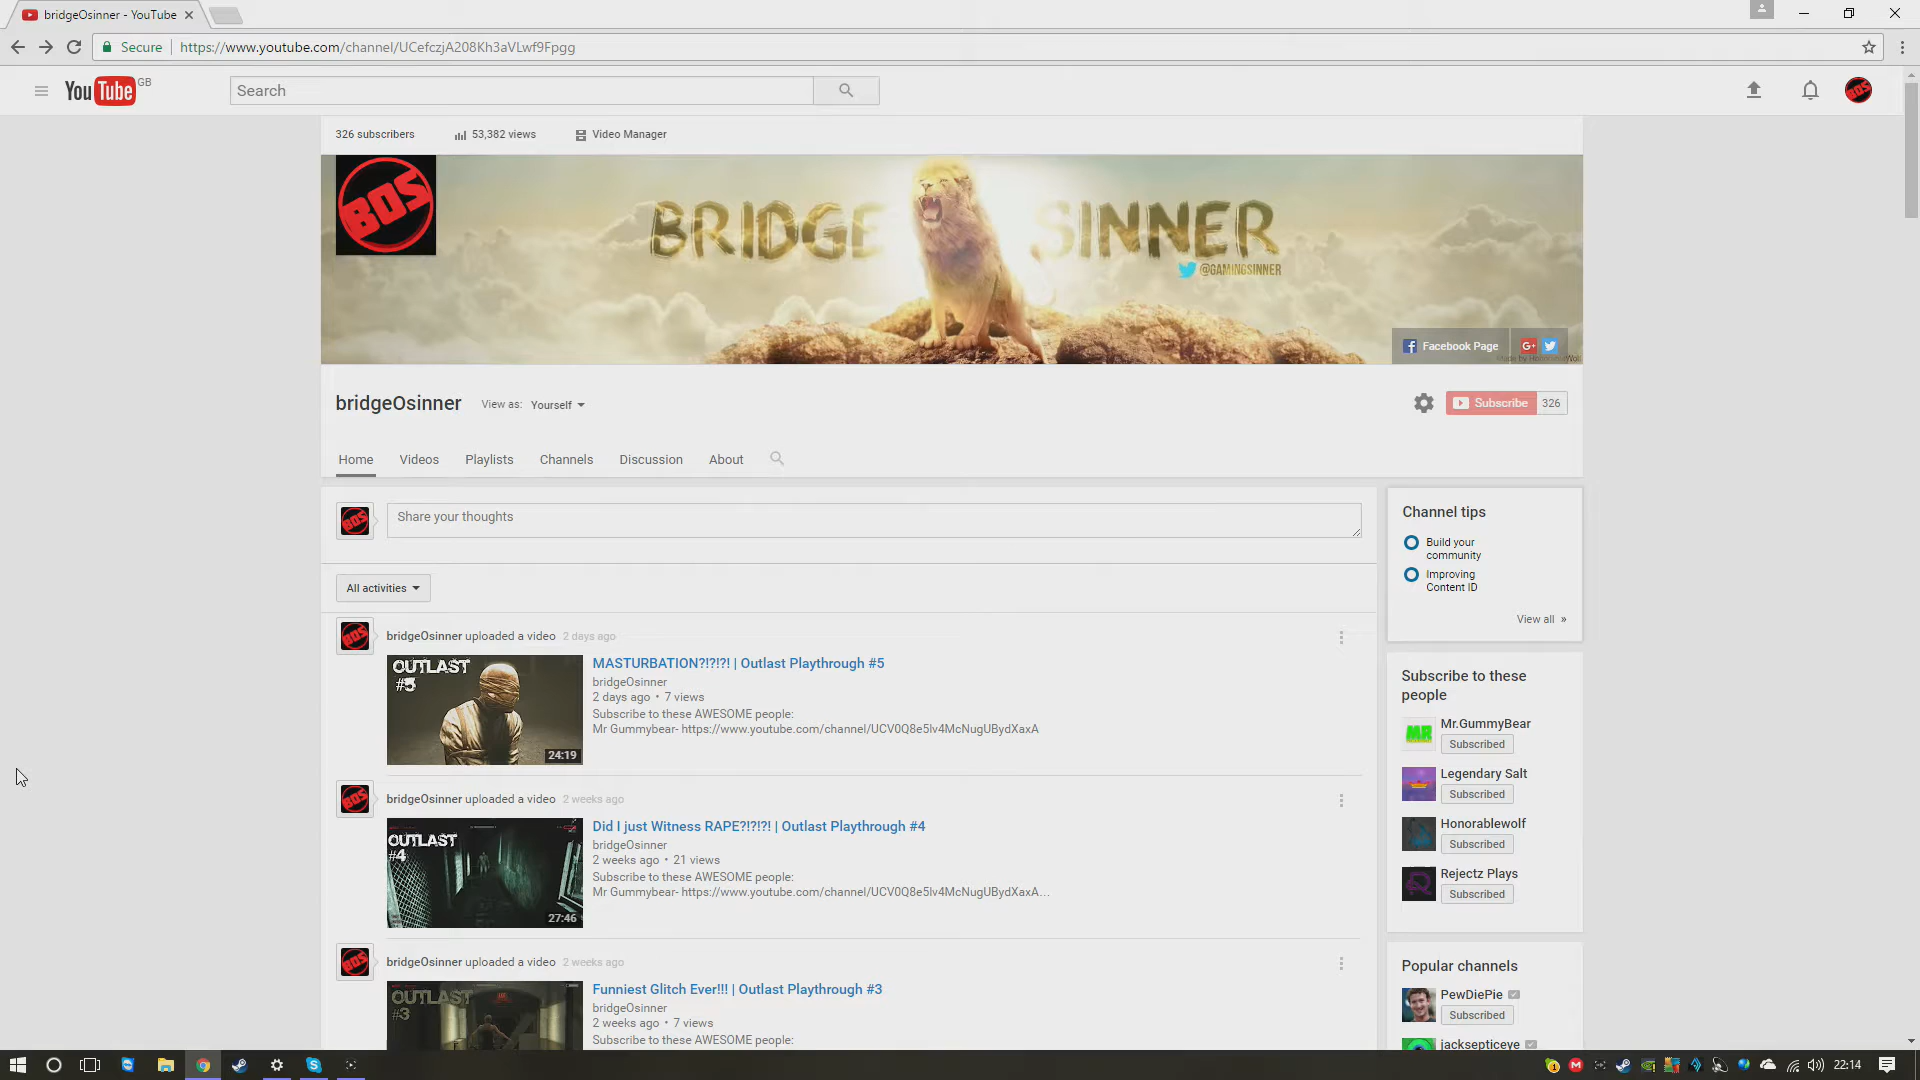 bridgeOsinner - YouTube
Secure
https://www.youtube.com/channel/UCefczjA208Kh3aVLwf9Fpgg
YouTube GB
Search
BOS
326 subscribers
53,382 views
Video Manager
BOS
BRIDGE SINNER
@GAMINGSINNER
Facebook Page
G+
bridgeOsinner
View as: Yourself
Subscribe 326
Home
Videos
Playlists
Channels
Discussion
About
BOS
Share your thoughts
All activities
BOS
bridgeOsinner uploaded a video 2 days ago
OUTLAST
#5
24:19
MASTURBATION?!?!?! | Outlast Playthrough #5
bridgeOsinner
2 days ago • 7 views
Subscribe to these AWESOME people:
Mr Gummybear- https://www.youtube.com/channel/UCV0Q8e5lv4McNugUBydXaxA
BOS
bridgeOsinner uploaded a video 2 weeks ago
OUTLAST
#4
27:46
Did I just Witness RAPE?!?!?! | Outlast Playthrough #4
bridgeOsinner
2 weeks ago • 21 views
Subscribe to these AWESOME people:
Mr Gummybear- https://www.youtube.com/channel/UCV0Q8e5lv4McNugUBydXaxA…
BOS
bridgeOsinner uploaded a video 2 weeks ago
OUTLAST
#3
Funniest Glitch Ever!!! | Outlast Playthrough #3
bridgeOsinner
2 weeks ago • 7 views
Subscribe to these AWESOME people:
Channel tips
Build your
community
Improving
Content ID
View all »
Subscribe to these
people
MR
Mr.GummyBear
Subscribed
Legendary Salt
Subscribed
Honorablewolf
Subscribed
Rejectz Plays
Subscribed
Popular channels
PewDiePie
Subscribed
jacksepticeye
22:14